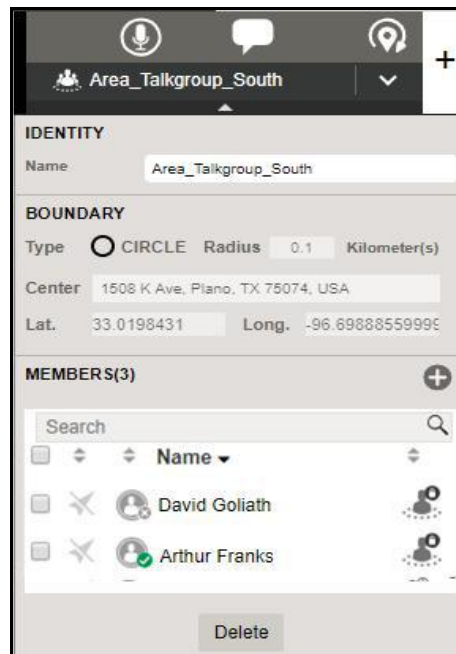 +
Area_Talkgroup_South
IDENTITY
Name Area_Talkgroup_South
BOUNDARY
Type CIRCLE Radius 0.1 Kilometer(s)
Center 1508 K Ave, Plano, TX 75074, USA
Lat. 33.0198431 Long. -96.69888559999
MEMBERS(3)
Search
Name
David Goliath
Arthur Franks
Delete